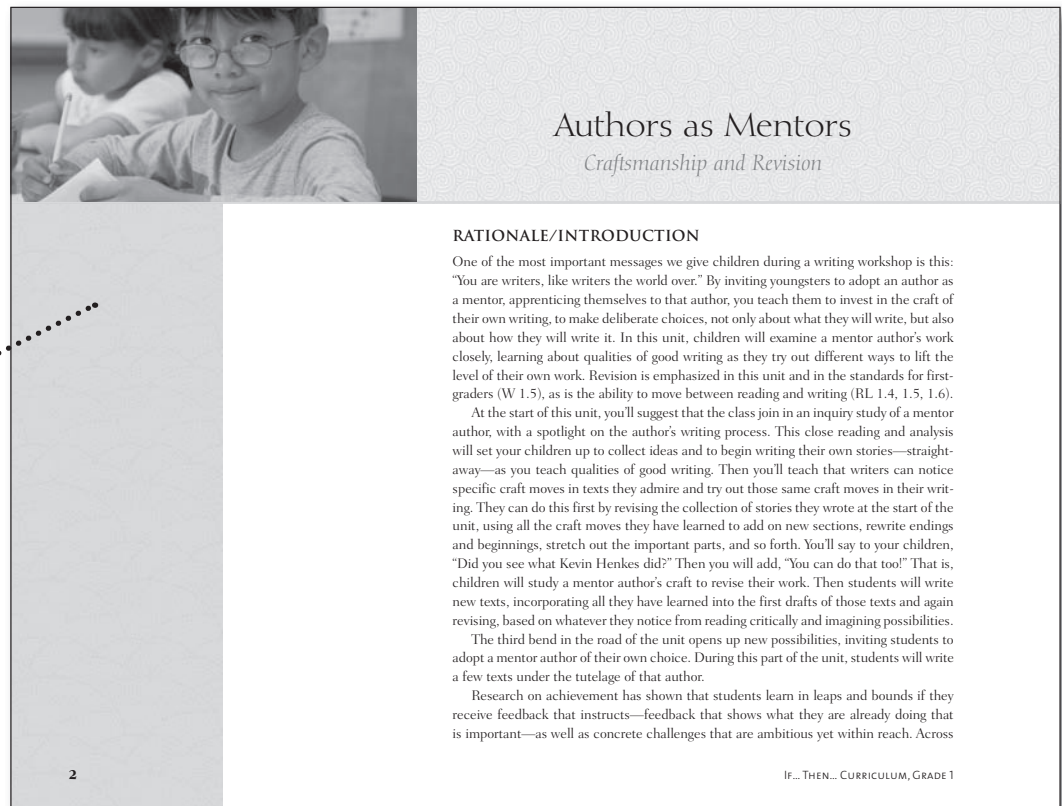 Authors as Mentors
Craftsmanship and Revision
RATIONALE/INTRODUCTION
One of the most important messages we give children during a writing workshop is this:
“You are writers, like writers the world over.” By inviting youngsters to adopt an author as
a mentor, apprenticing themselves to that author, you teach them to invest in the craft of
their own writing, to make deliberate choices, not only about what they will write, but also
about how they will write it. In this unit, children will examine a mentor author’s work
closely, learning about qualities of good writing as they try out different ways to lift the
level of their own work. Revision is emphasized in this unit and in the standards for first-
graders (W 1.5), as is the ability to move between reading and writing (RL 1.4, 1.5, 1.6).
At the start of this unit, you’ll suggest that the class join in an inquiry study of a mentor
author, with a spotlight on the author’s writing process. This close reading and analysis
will set your children up to collect ideas and to begin writing their own stories—straight-
away—as you teach qualities of good writing. Then you’ll teach that writers can notice
specific craft moves in texts they admire and try out those same craft moves in their writ-
ing. They can do this first by revising the collection of stories they wrote at the start of the
unit, using all the craft moves they have learned to add on new sections, rewrite endings
and beginnings, stretch out the important parts, and so forth. You’ll say to your children,
“Did you see what Kevin Henkes did?” Then you will add, “You can do that too!” That is,
children will study a mentor author’s craft to revise their work. Then students will write
new texts, incorporating all they have learned into the first drafts of those texts and again
revising, based on whatever they notice from reading critically and imagining possibilities.
The third bend in the road of the unit opens up new possibilities, inviting students to
adopt a mentor author of their own choice. During this part of the unit, students will write
a few texts under the tutelage of that author.
Research on achievement has shown that students learn in leaps and bounds if they
receive feedback that instructs—feedback that shows what they are already doing that
is important—as well as concrete challenges that are ambitious yet within reach. Across
2
IF... THEN... CURRICULUM, GRADE 1